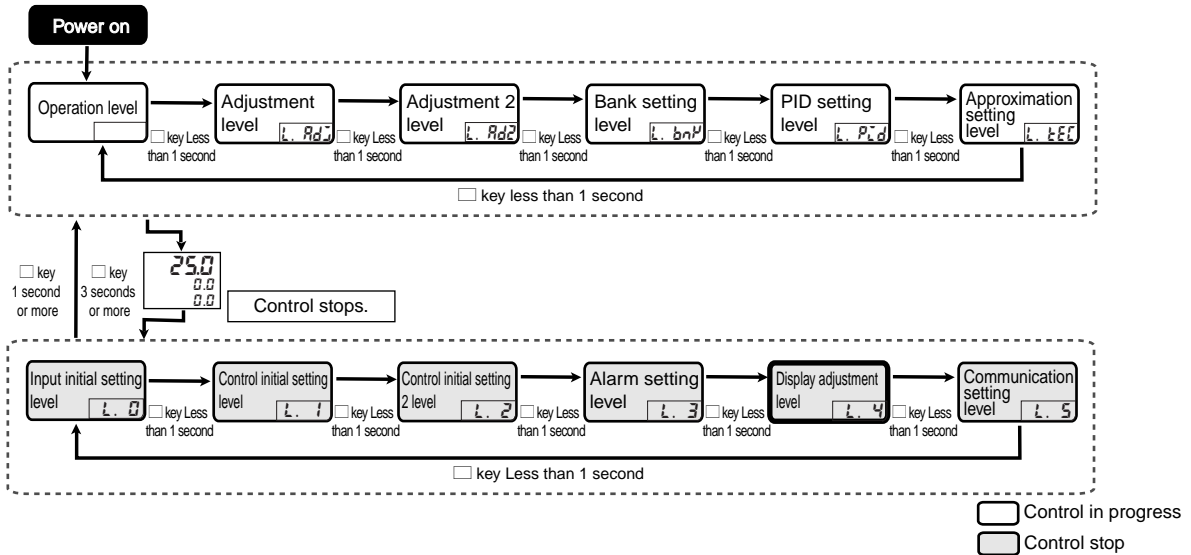 Power on
Operation level
Adjustment
level
L. AdJ
Adjustment 2
level
L. Ad2
Bank setting
level
L. bnK
PID setting
level
L. PId
Approximation
setting
level
L. tEC
□ key Less
than 1 second
□ key Less
than 1 second
□ key Less
than 1 second
□ key Less
than 1 second
□ key Less
than 1 second
□ key less than 1 second
□ key
1 second
or more
□ key
3 seconds
or more
25.0
0.0
0.0
Control stops.
Input initial setting
level
L. 0
Control initial setting
level
L. 1
Control initial setting
2 level
L. 2
Alarm setting
level
L. 3
Display adjustment
level
L. 4
Communication
setting
level
L. 5
□ key Less
than 1 second
□ key Less
than 1 second
□ key Less
than 1 second
□ key Less
than 1 second
□ key Less
than 1 second
□ key Less than 1 second
Control in progress
Control stop